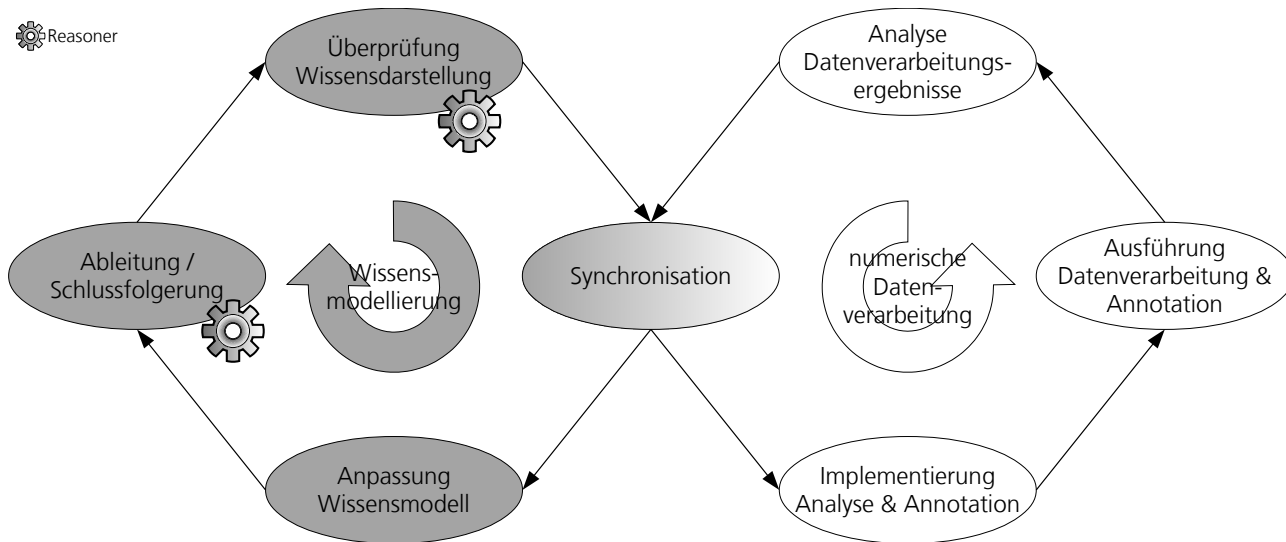 Reasoner
Überprüfung
Wissensdarstellung
Analyse
Datenverarbeitungs-
ergebnisse
Ableitung /
Schlussfolgerung
Wissens-
modellierung
Synchronisation
numerische
Daten-
verarbeitung
Ausführung
Datenverarbeitung &
Annotation
Anpassung
Wissensmodell
Implementierung
Analyse & Annotation